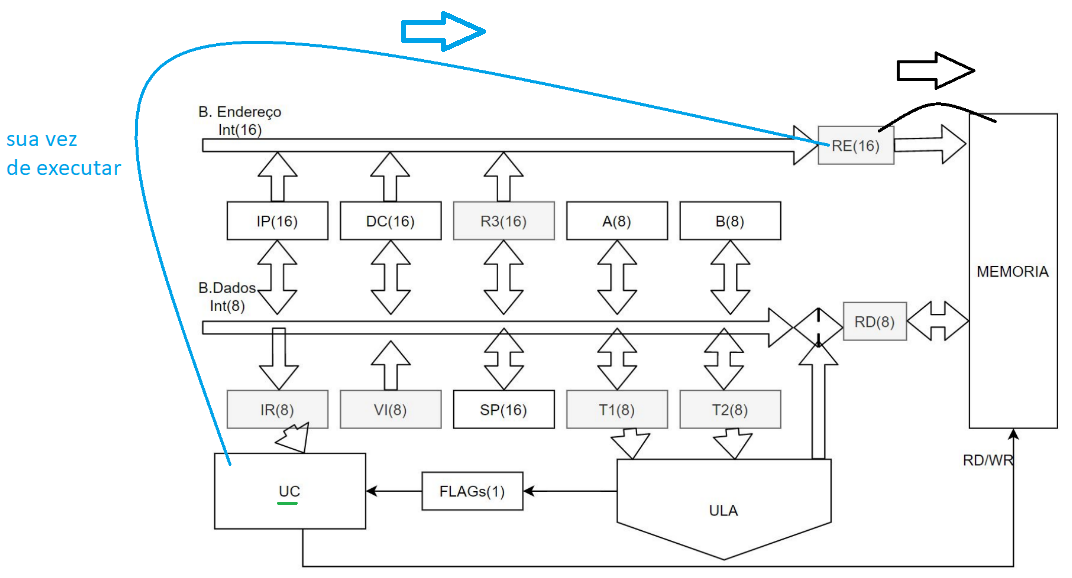 sua vez
de executar
B. Endereço
Int(16)
RE(16)
IP(16)
DC(16)
R3(16)
A(8)
B(8)
MEMORIA
B.Dados
Int(8)
RD(8)
IR(8)
VI(8)
SP(16)
T1(8)
T2(8)
RD/WR
UC
FLAGs(1)
ULA